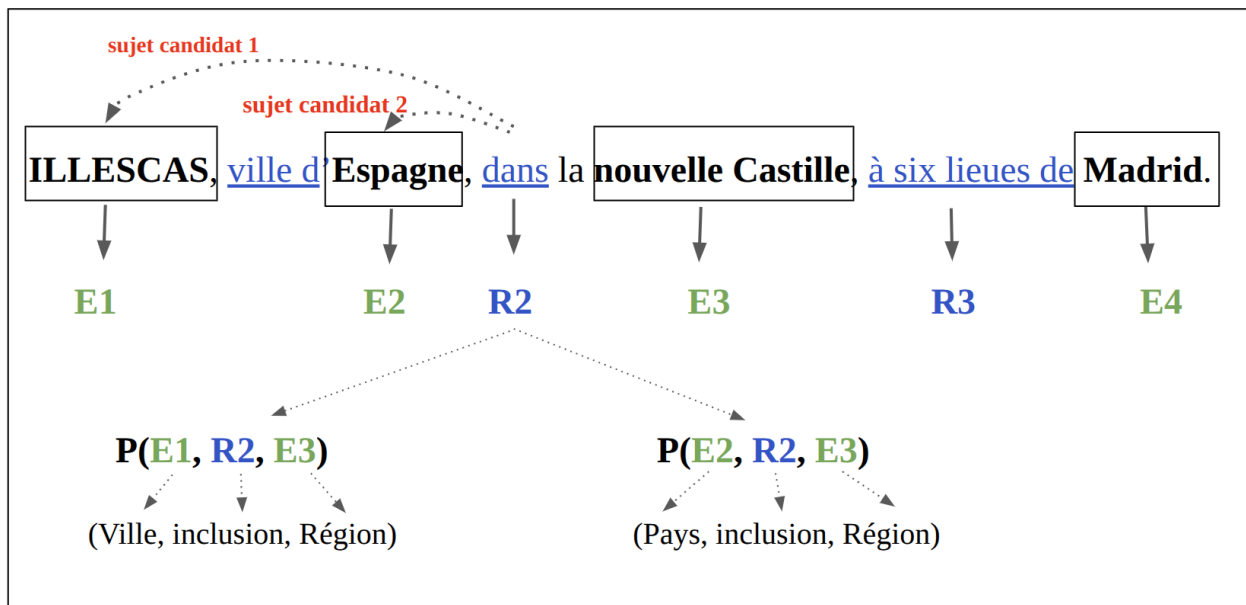 sujet candidat 1
sujet candidat 2
ILLESCAS, ville d'Espagne, dans la nouvelle Castille, à six lieues de Madrid.
E1 E2 R2 E3 R3 E4
P(E1, R2, E3) P(E2, R2, E3)
(Ville, inclusion, Région) (Pays, inclusion, Région)